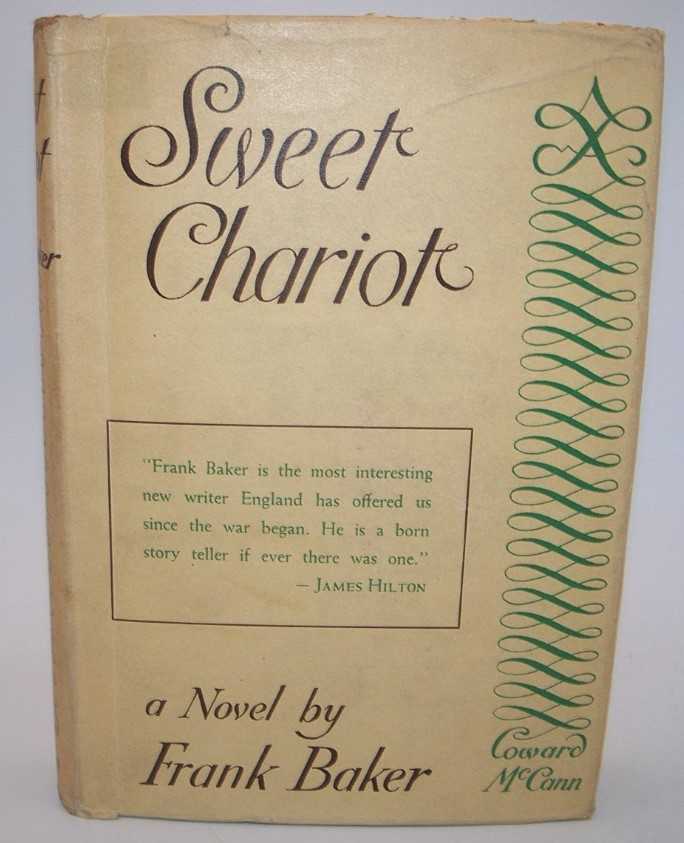 Sweet
Chariot
"Frank Baker is the most interesting
new writer England has offered us
since the war began. He is a born
story teller if ever there was one."
— JAMES HILTON
a Novel by
Frank Baker
Coward
McCann